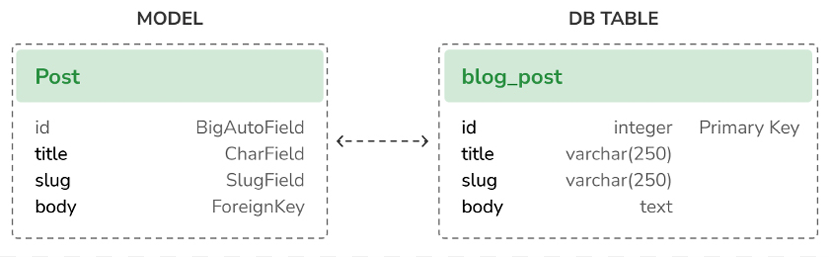 MODEL
Post
id BigAutoField
title CharField
slug SlugField
body ForeignKey
DB TABLE
blog_post
id integer Primary Key
title varchar(250)
slug varchar(250)
body text